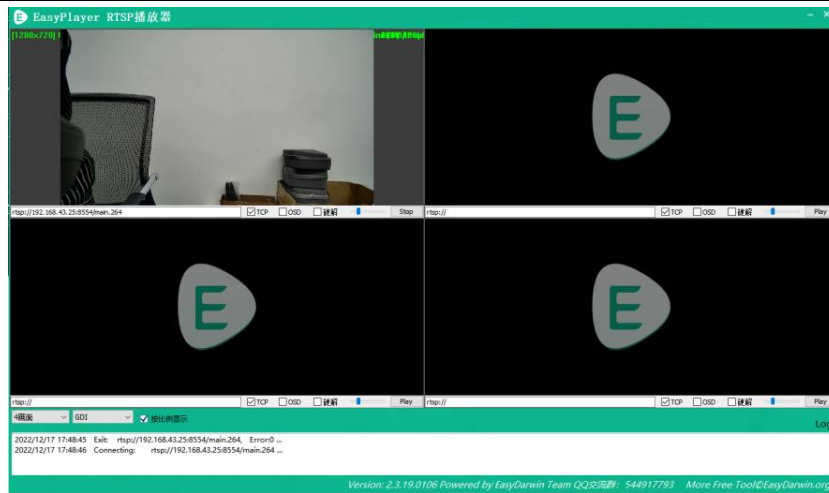 EasyPlayer RTSP播放器
[1280x720]
rtsp://192.168.43.25:8554/main.264 TCP OSD 硬解 Stop
rtsp:// TCP OSD 硬解 Play
E
E
E
rtsp:// TCP OSD 硬解 Play
rtsp:// TCP OSD 硬解 Play
4画面 GDI 按比例显示
Log
2022/12/17 17:48:45 Exit: rtsp://192.168.43.25:8554/main.264, Error:0 ...
2022/12/17 17:48:46 Connecting: rtsp://192.168.43.25:8554/main.264 ...
Version: 2.3.19.0106 Powered by EasyDarwin Team QQ交流群：544917793 More Free Tool©EasyDarwin.org